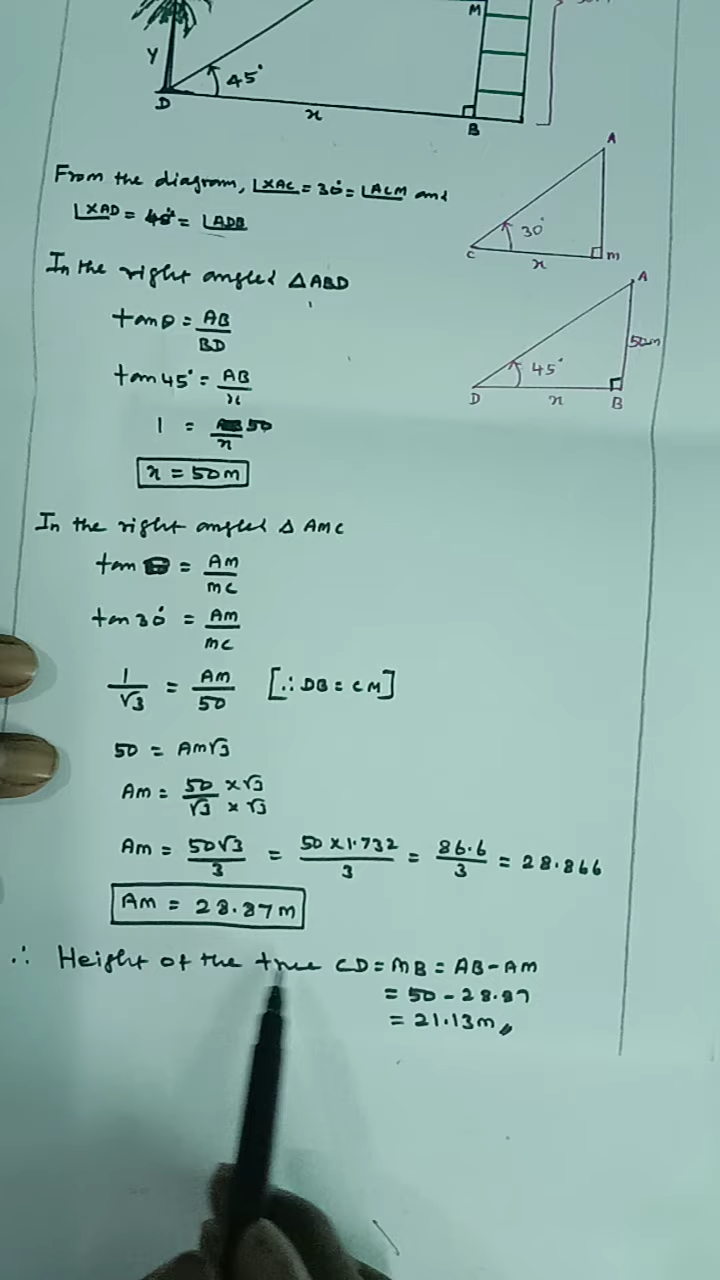 M
Y
45°
D
x
B
A
From the diagram, ∠XAC = 30° = ∠ACM and
∠XAD = 45° = ∠ADB
30°
C
x
m
In the right angled △ABD
A
tanθ = AB/BD
50m
45°
tan45° = AB/x
D
x
B
1 = 50/x
x = 50m
In the right angled △ AMC
tan θ = AM/MC
tan 30° = AM/MC
1/√3 = AM/50 [∵ DB = CM]
50 = AM√3
AM = 50/√3 × √3/√3
AM = 50√3/3 = 50×1.732/3 = 86.6/3 = 28.866
AM = 28.87m
∴ Height of the tree CD = MB = AB - AM
= 50 - 28.87
= 21.13m